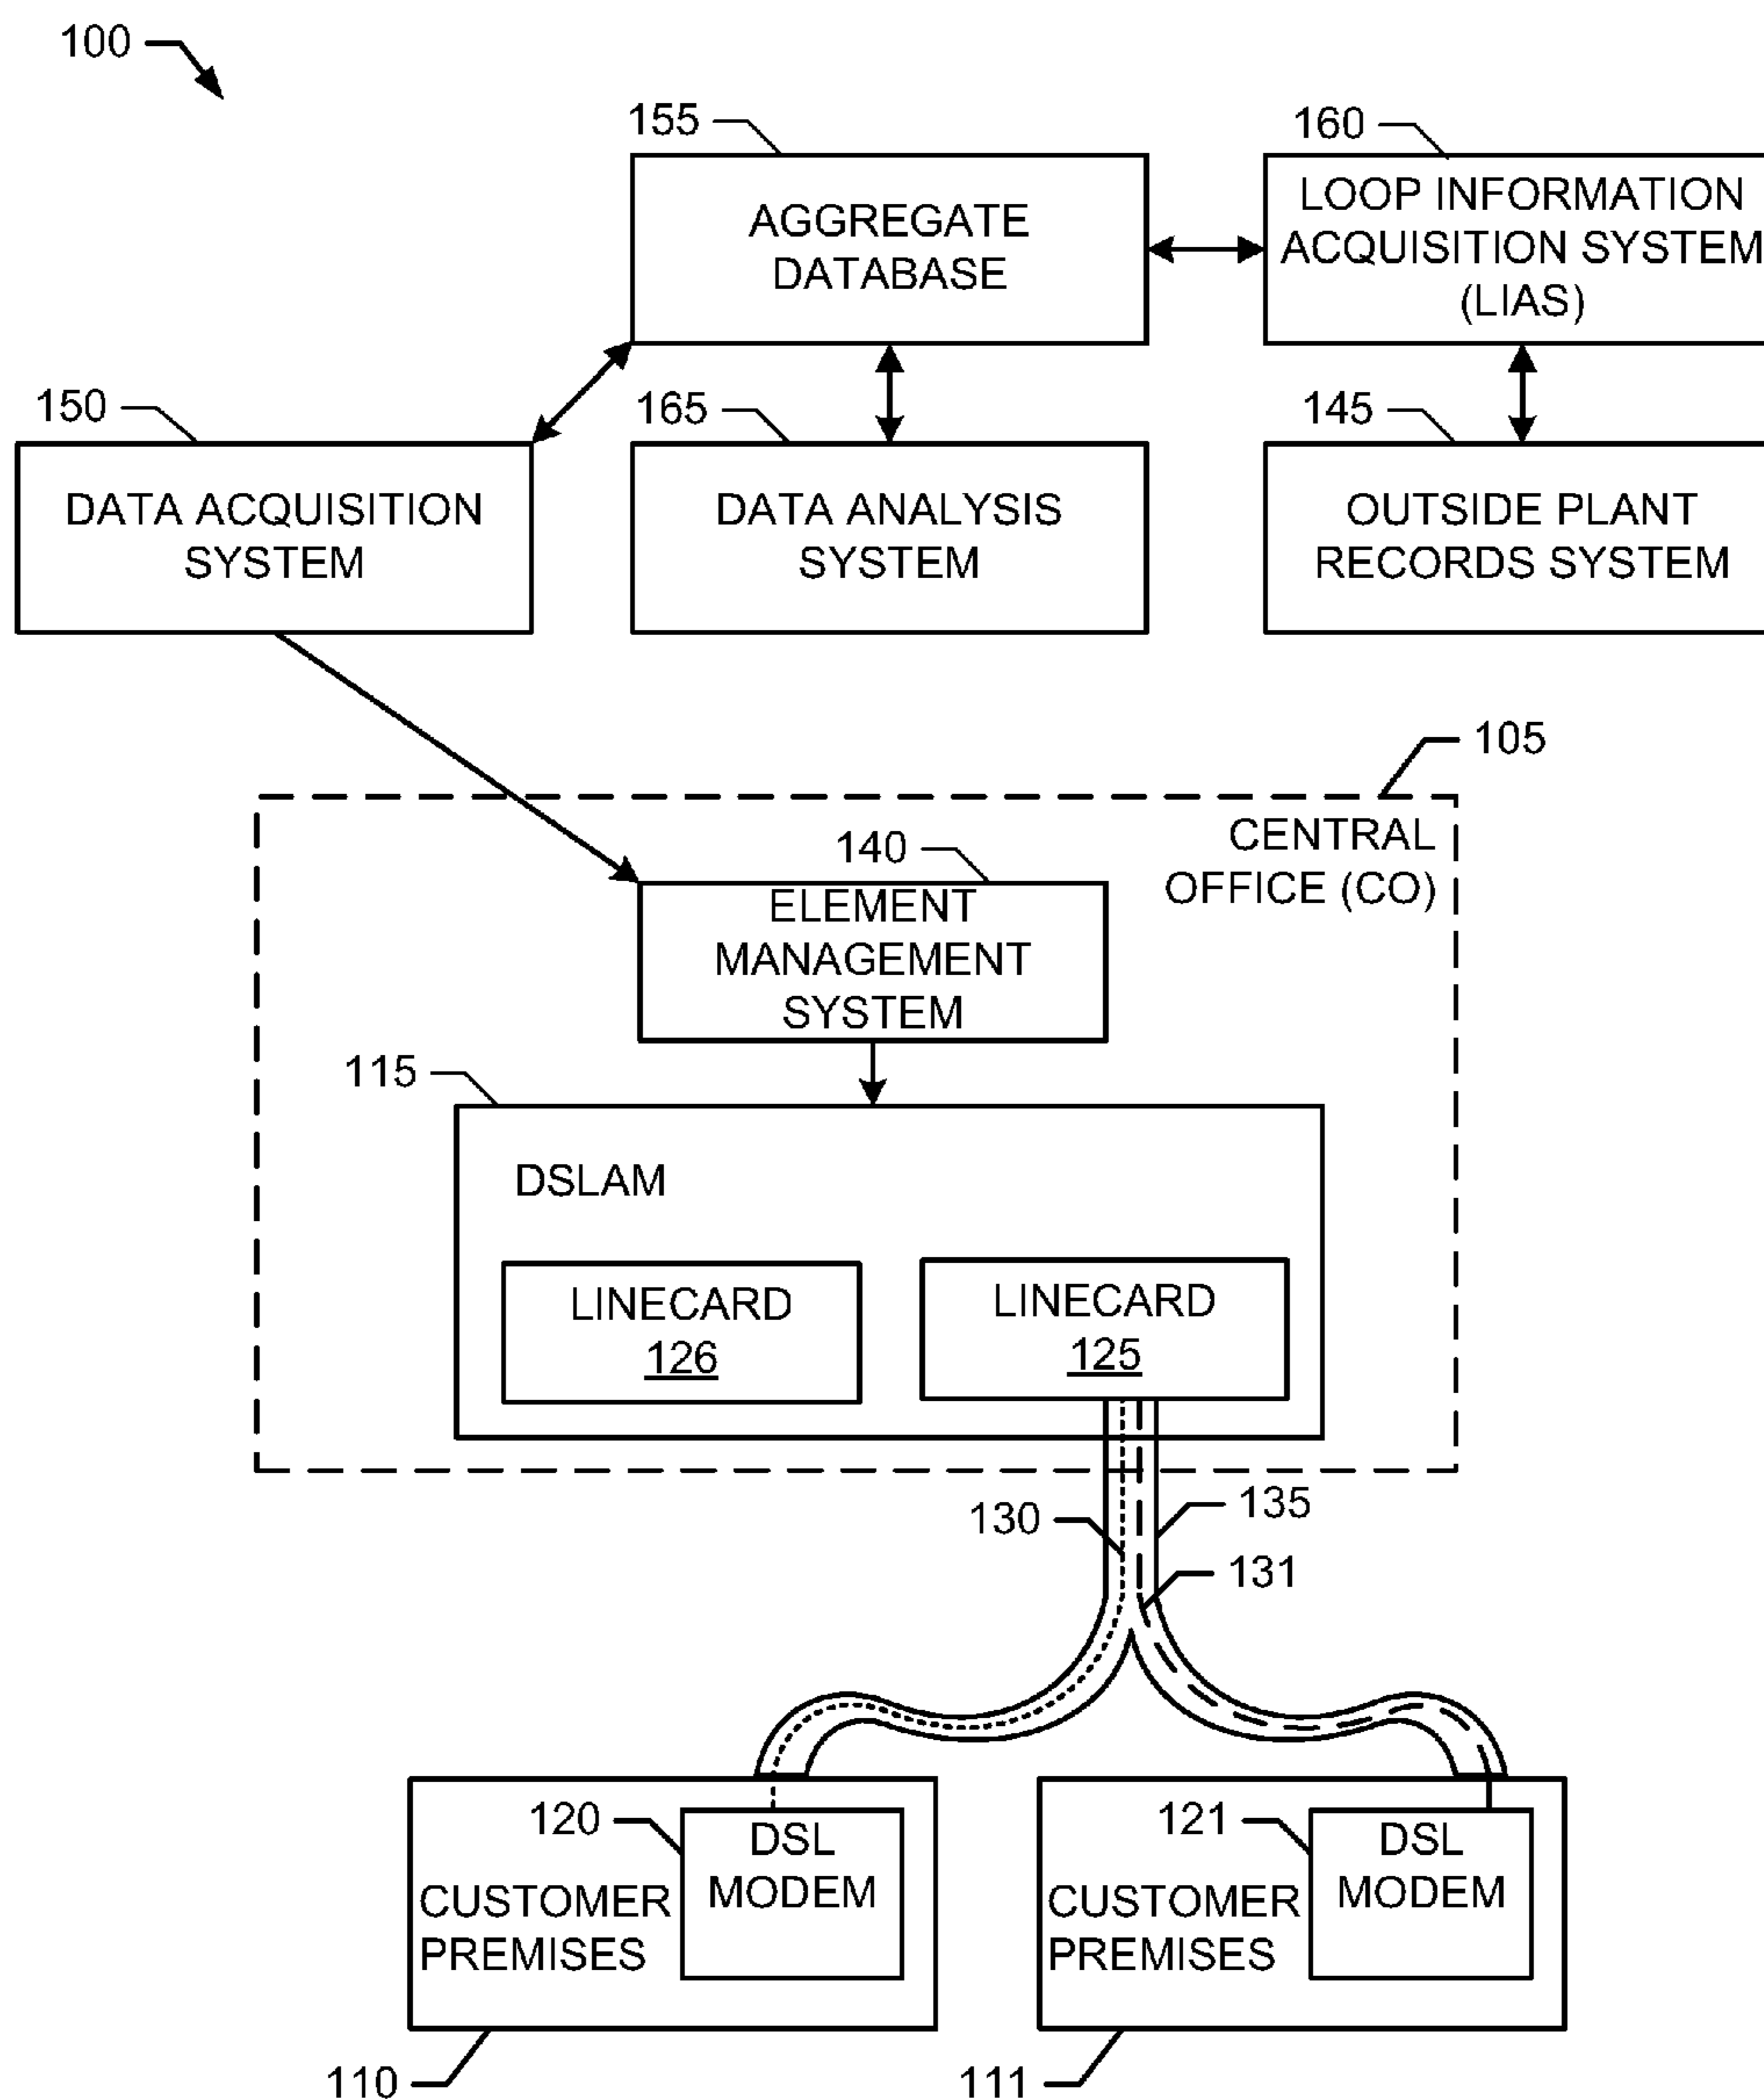 100
155
160
AGGREGATE
DATABASE
LOOP INFORMATION
ACQUISITION SYSTEM
(LIAS)
150
165
145
DATA ACQUISITION
SYSTEM
DATA ANALYSIS
SYSTEM
OUTSIDE PLANT
RECORDS SYSTEM
105
CENTRAL
OFFICE (CO)
140
ELEMENT
MANAGEMENT
SYSTEM
115
DSLAM
LINECARD
126
LINECARD
125
130
135
131
120
DSL
MODEM
CUSTOMER
PREMISES
121
DSL
MODEM
CUSTOMER
PREMISES
110
111